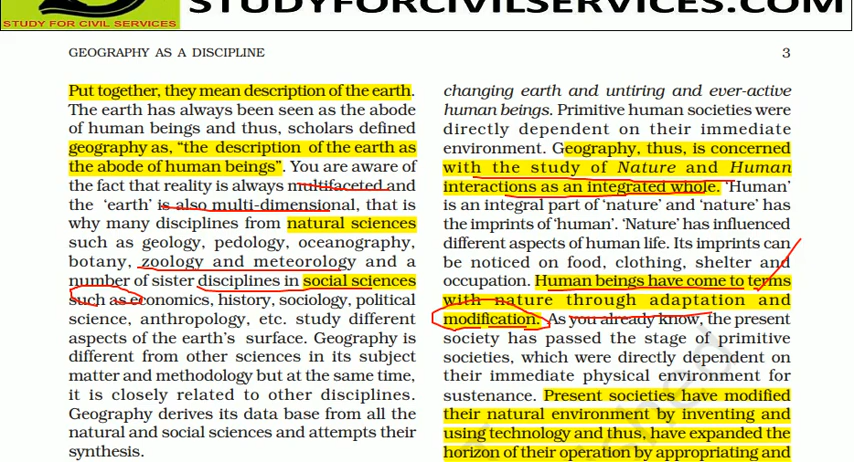 STUDYFORCIVILSERVICES.COM
STUDY FOR CIVIL SERVICES
GEOGRAPHY AS A DISCIPLINE
3
Put together, they mean description of the earth.
The earth has always been seen as the abode
of human beings and thus, scholars defined
geography as, “the description of the earth as
the abode of human beings”. You are aware of
the fact that reality is always multifaceted and
the ‘earth’ is also multi-dimensional, that is
why many disciplines from natural sciences
such as geology, pedology, oceanography,
botany, zoology and meteorology and a
number of sister disciplines in social sciences
such as economics, history, sociology, political
science, anthropology, etc. study different
aspects of the earth’s surface. Geography is
different from other sciences in its subject
matter and methodology but at the same time,
it is closely related to other disciplines.
Geography derives its data base from all the
natural and social sciences and attempts their
synthesis.
changing earth and untiring and ever-active
human beings. Primitive human societies were
directly dependent on their immediate
environment. Geography, thus, is concerned
with the study of Nature and Human
interactions as an integrated whole. ‘Human’
is an integral part of ‘nature’ and ‘nature’ has
the imprints of ‘human’. ‘Nature’ has influenced
different aspects of human life. Its imprints can
be noticed on food, clothing, shelter and
occupation. Human beings have come to terms
with nature through adaptation and
modification. As you already know, the present
society has passed the stage of primitive
societies, which were directly dependent on
their immediate physical environment for
sustenance. Present societies have modified
their natural environment by inventing and
using technology and thus, have expanded the
horizon of their operation by appropriating and